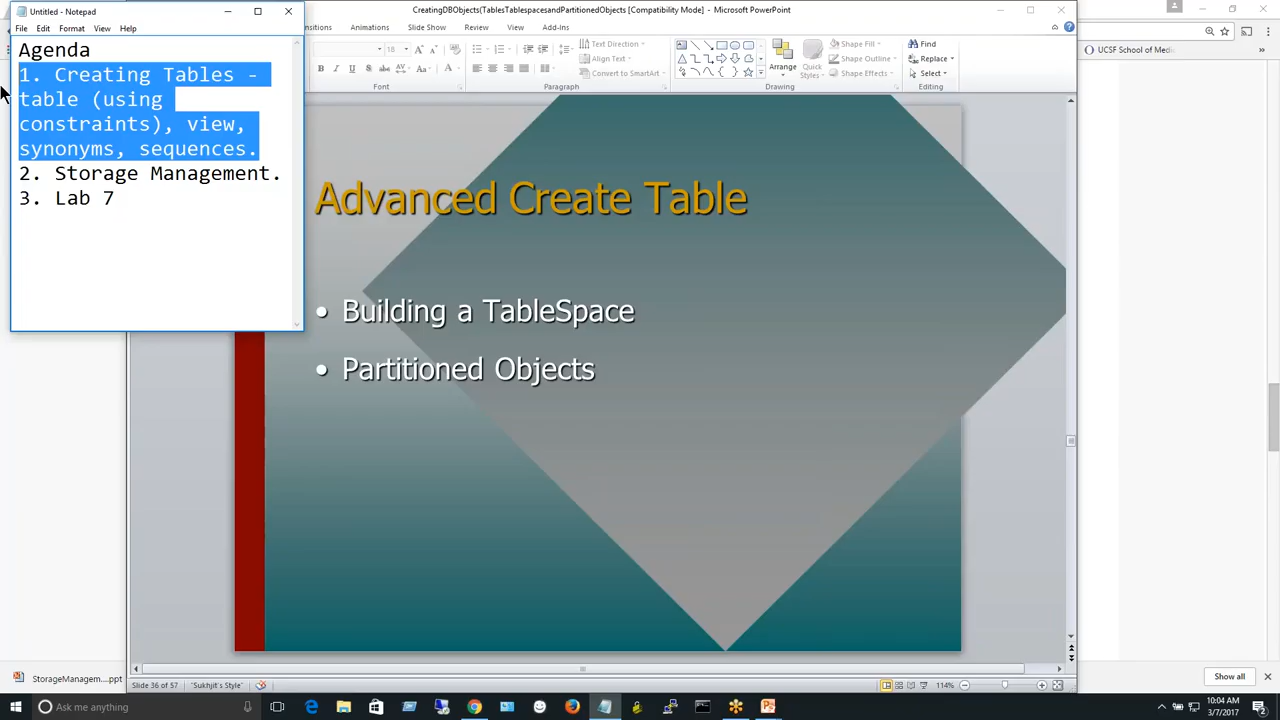 Untitled - Notepad
File Edit Format View Help
Agenda
1. Creating Tables -
table (using
constraints), view,
synonyms, sequences.
2. Storage Management.
3. Lab 7
CreatingDBObjects(TablesTablespacesandPartitionedObjects [Compatibility Mode] - Microsoft PowerPoint
nsitions Animations Slide Show Review View Add-Ins
18
Text Direction
Align Text
Convert to SmartArt
Arrange
Quick
Styles
Shape Fill
Shape Outline
Shape Effects
Find
Replace
Select
Font Paragraph Drawing Editing
Advanced Create Table
• Building a TableSpace
• Partitioned Objects
UCSF School of Medi
Slide 36 of 57 "Sukhjit's Style" 114%
StorageManagem....ppt
Show all
Ask me anything
10:04 AM
3/7/2017